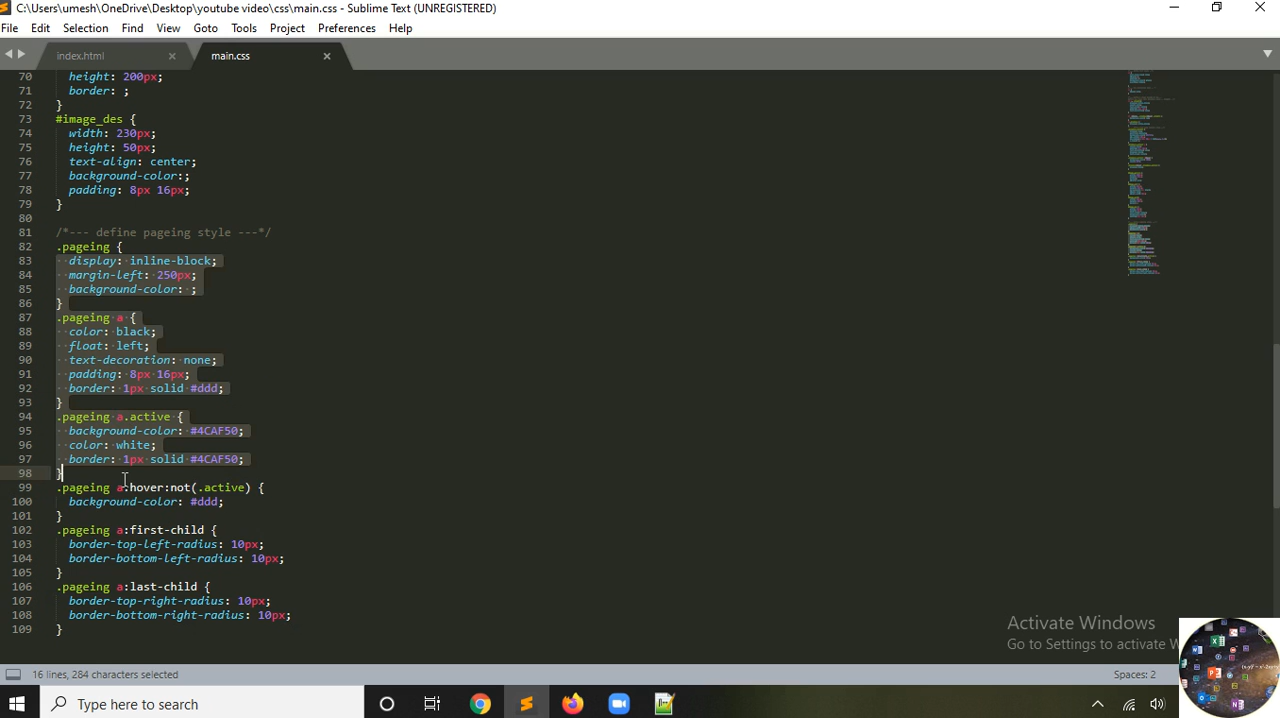 C:\Users\umesh\OneDrive\Desktop\youtube video\css\main.css - Sublime Text (UNREGISTERED)
File Edit Selection Find View Goto Tools Project Preferences Help
index.html × main.css ×
70 height: 200px;
71 border: ;
72 }
73 #image_des {
74 width: 230px;
75 height: 50px;
76 text-align: center;
77 background-color:;
78 padding: 8px 16px;
79 }
80
81 /*--- define pageing style ---*/
82 .pageing {
83 display: inline-block;
84 margin-left: 250px;
85 background-color: ;
86 }
87 .pageing a {
88 color: black;
89 float: left;
90 text-decoration: none;
91 padding: 8px 16px;
92 border: 1px solid #ddd;
93 }
94 .pageing a.active {
95 background-color: #4CAF50;
96 color: white;
97 border: 1px solid #4CAF50;
98 }
99 .pageing a:hover:not(.active) {
100 background-color: #ddd;
101 }
102 .pageing a:first-child {
103 border-top-left-radius: 10px;
104 border-bottom-left-radius: 10px;
105 }
106 .pageing a:last-child {
107 border-top-right-radius: 10px;
108 border-bottom-right-radius: 10px;
109 }
Activate Windows
Go to Settings to activate W
16 lines, 284 characters selected
Spaces: 2
Type here to search